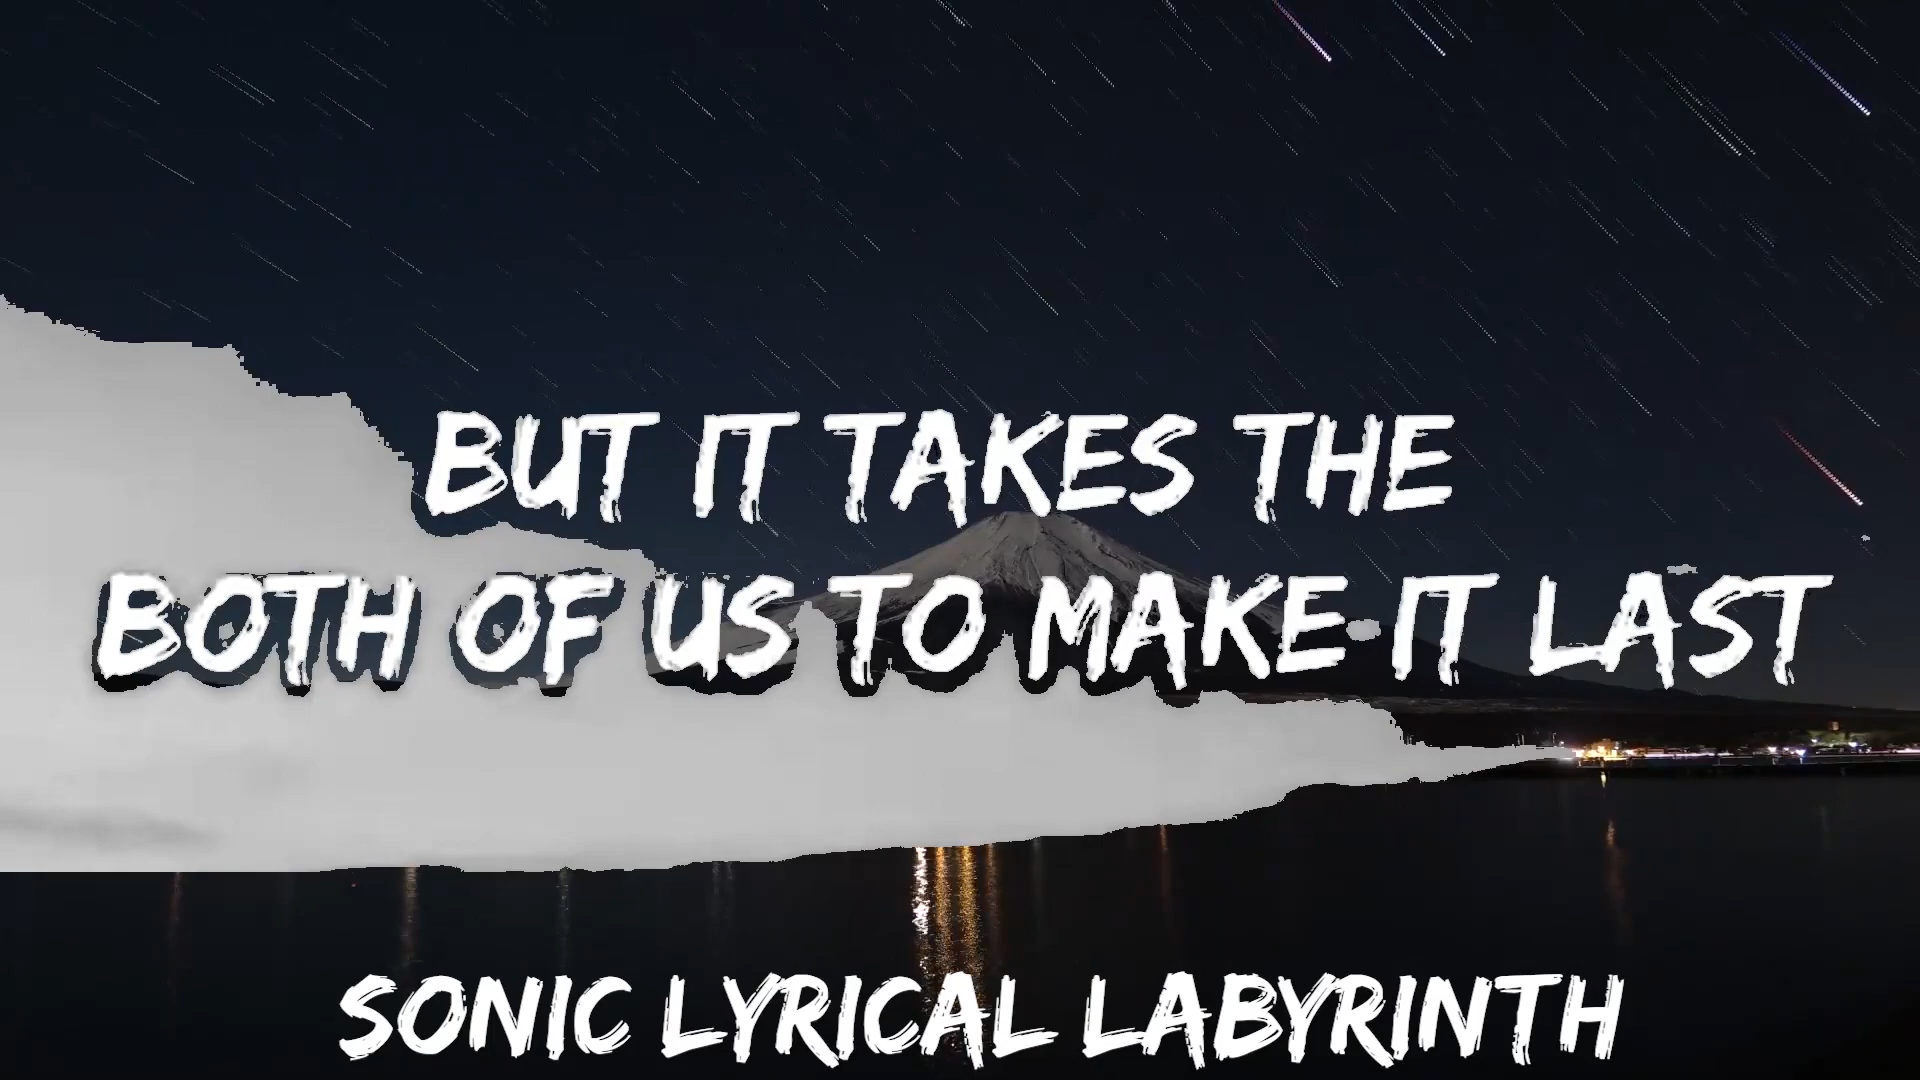 BUT IT TAKES THE
BOTH OF US TO MAKE IT LAST
SONIC LYRICAL LABYRINTH